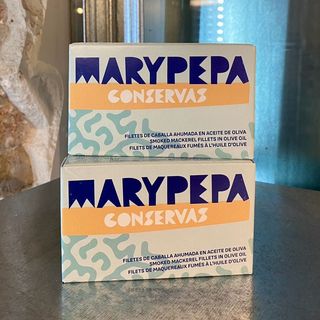 MARYPEPA
CONSERVAS
FILETES DE CABALLA AHUMADA EN ACEITE DE OLIVA
SMOKED MACKEREL FILLETS IN OLIVE OIL
FILETS DE MAQUEREAUX FUMÉS À L'HUILE D'OLIVE
MARYPEPA
CONSERVAS
FILETES DE CABALLA AHUMADA EN ACEITE DE OLIVA
SMOKED MACKEREL FILLETS IN OLIVE OIL
FILETS DE MAQUEREAUX FUMÉS À L'HUILE D'OLIVE